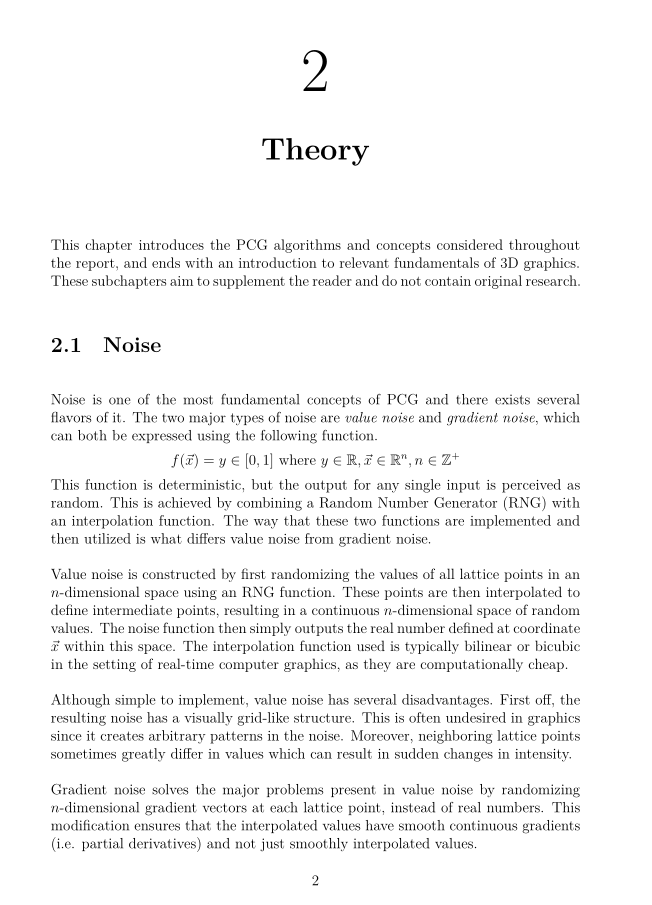 2
Theory
This chapter introduces the PCG algorithms and concepts considered throughout
the report, and ends with an introduction to relevant fundamentals of 3D graphics.
These subchapters aim to supplement the reader and do not contain original research.
2.1 Noise
Noise is one of the most fundamental concepts of PCG and there exists several
flavors of it. The two major types of noise are value noise and gradient noise, which
can both be expressed using the following function.
f(x⃗) = y ∈ [0, 1] where y ∈ ℝ, x⃗ ∈ ℝⁿ, n ∈ ℤ⁺
This function is deterministic, but the output for any single input is perceived as
random. This is achieved by combining a Random Number Generator (RNG) with
an interpolation function. The way that these two functions are implemented and
then utilized is what differs value noise from gradient noise.
Value noise is constructed by first randomizing the values of all lattice points in an
n-dimensional space using an RNG function. These points are then interpolated to
define intermediate points, resulting in a continuous n-dimensional space of random
values. The noise function then simply outputs the real number defined at coordinate
x⃗ within this space. The interpolation function used is typically bilinear or bicubic
in the setting of real-time computer graphics, as they are computationally cheap.
Although simple to implement, value noise has several disadvantages. First off, the
resulting noise has a visually grid-like structure. This is often undesired in graphics
since it creates arbitrary patterns in the noise. Moreover, neighboring lattice points
sometimes greatly differ in values which can result in sudden changes in intensity.
Gradient noise solves the major problems present in value noise by randomizing
n-dimensional gradient vectors at each lattice point, instead of real numbers. This
modification ensures that the interpolated values have smooth continuous gradients
(i.e. partial derivatives) and not just smoothly interpolated values.
2